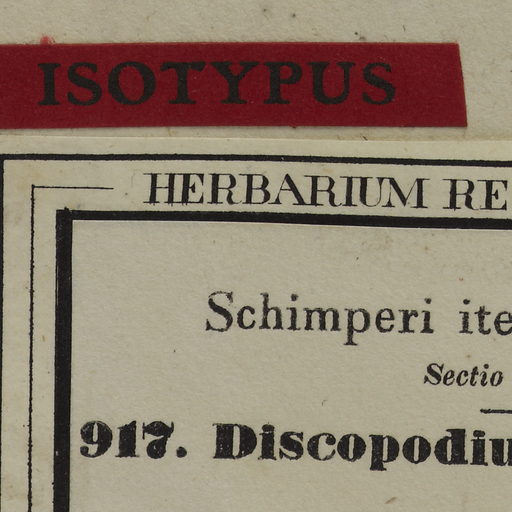 ISOTYPUS
HERBARIUM RE
Schimperi ite
Sectio
917. Discopodiu